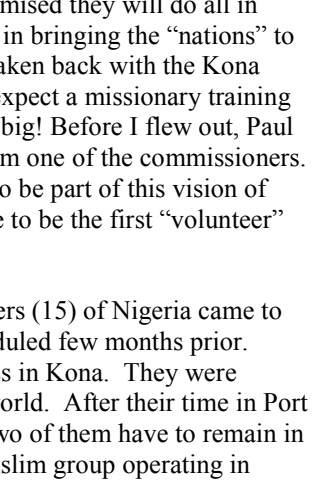 mised they will do all in
in bringing the “nations” to
aken back with the Kona
expect a missionary training
big! Before I flew out, Paul
m one of the commissioners.
o be part of this vision of
e to be the first “volunteer”
ers (15) of Nigeria came to
duled few months prior.
s in Kona.  They were
orld.  After their time in Port
wo of them have to remain in
slim group operating in